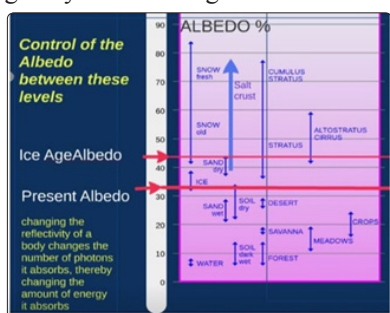 ALBEDO %
Control of the
Albedo
between these
levels
Ice AgeAlbedo
Present Albedo
changing the
reflectivity of a
body changes the
number of photons
it absorbs, thereby
changing the
amount of energy
it absorbs
90
80
70
60
50
40
30
20
10
0
SNOW
fresh
SNOW
old
Salt
crust
CUMULUS
STRATUS
STRATUS
ALTOSTRATUS
CIRRUS
SAND
dry
ICE
SAND
wet
SOIL
dry
DESERT
SAVANNA
CROPS
MEADOWS
SOIL
dark
wet
FOREST
WATER